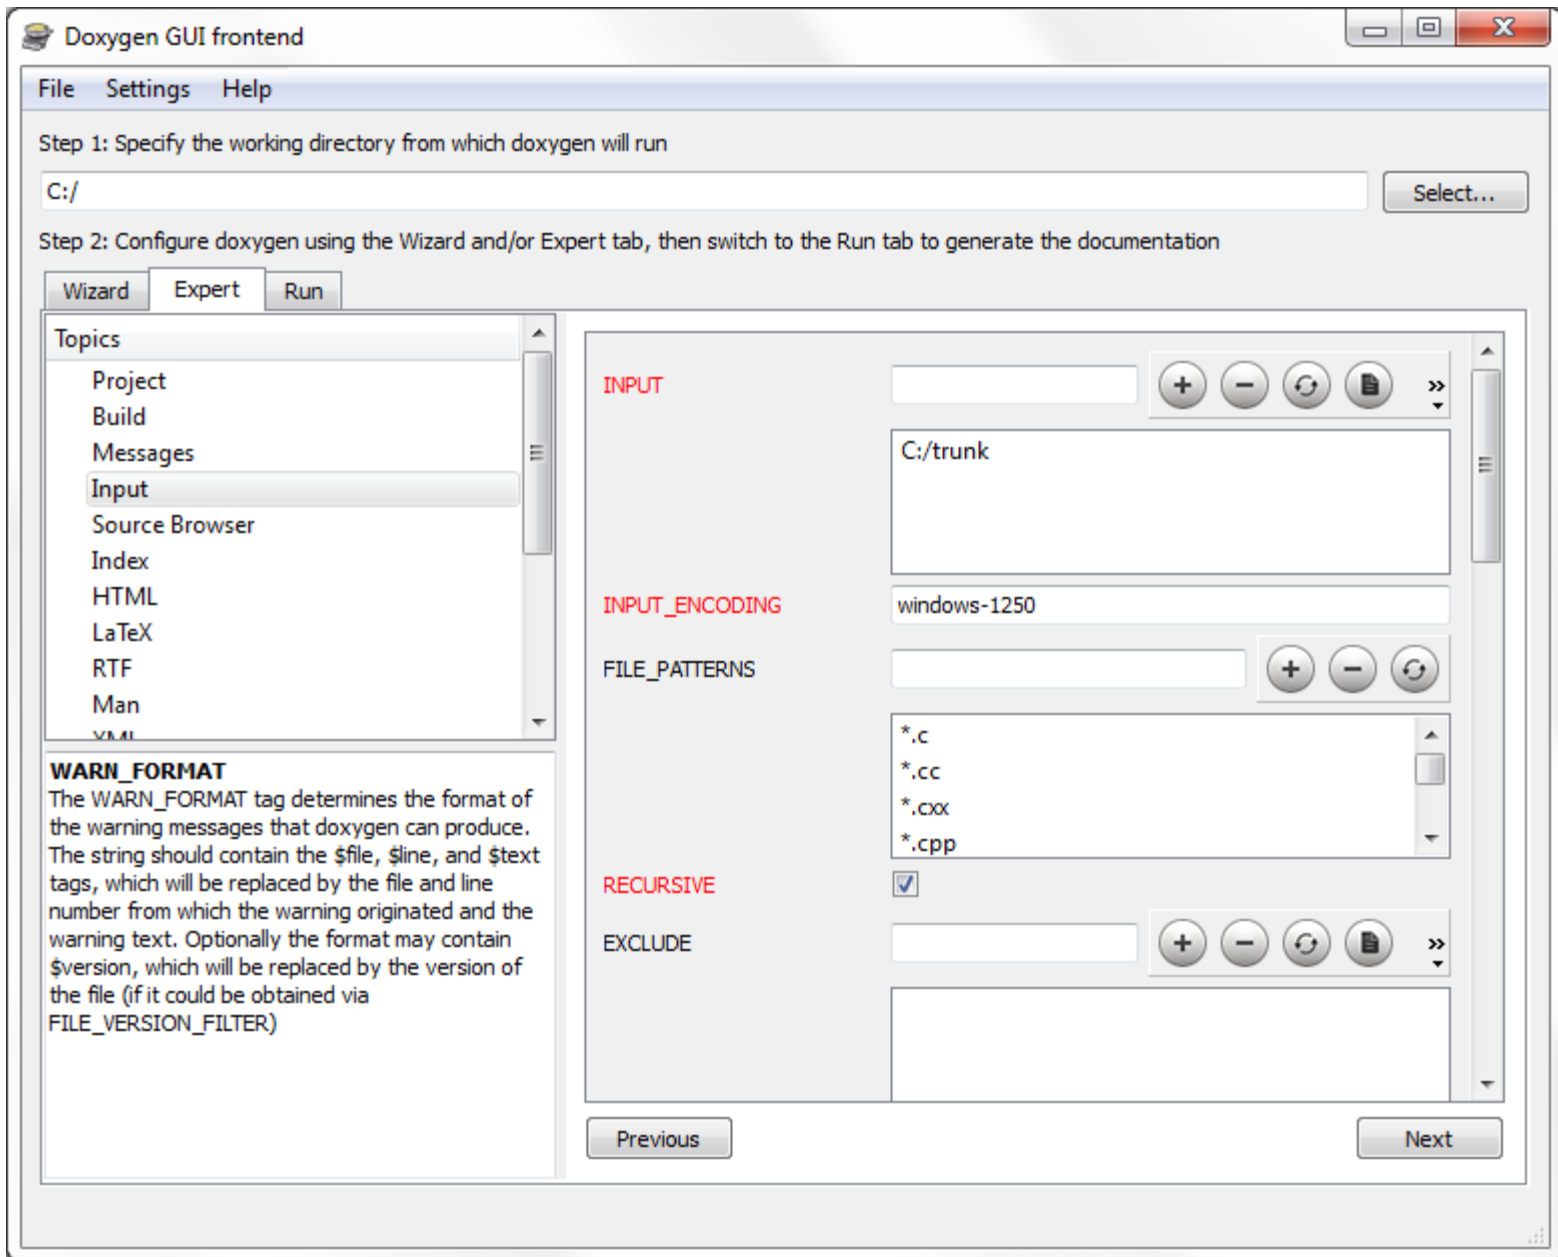 Doxygen GUI frontend
File Settings Help
Step 1: Specify the working directory from which doxygen will run
C:/
Select...
Step 2: Configure doxygen using the Wizard and/or Expert tab, then switch to the Run tab to generate the documentation
Wizard Expert Run
Topics
Project
Build
Messages
Input
Source Browser
Index
HTML
LaTeX
RTF
Man
XML
WARN_FORMAT
The WARN_FORMAT tag determines the format of
the warning messages that doxygen can produce.
The string should contain the $file, $line, and $text
tags, which will be replaced by the file and line
number from which the warning originated and the
warning text. Optionally the format may contain
$version, which will be replaced by the version of
the file (if it could be obtained via
FILE_VERSION_FILTER)
INPUT
C:/trunk
INPUT_ENCODING windows-1250
FILE_PATTERNS
*.c
*.cc
*.cxx
*.cpp
RECURSIVE
EXCLUDE
Previous
Next